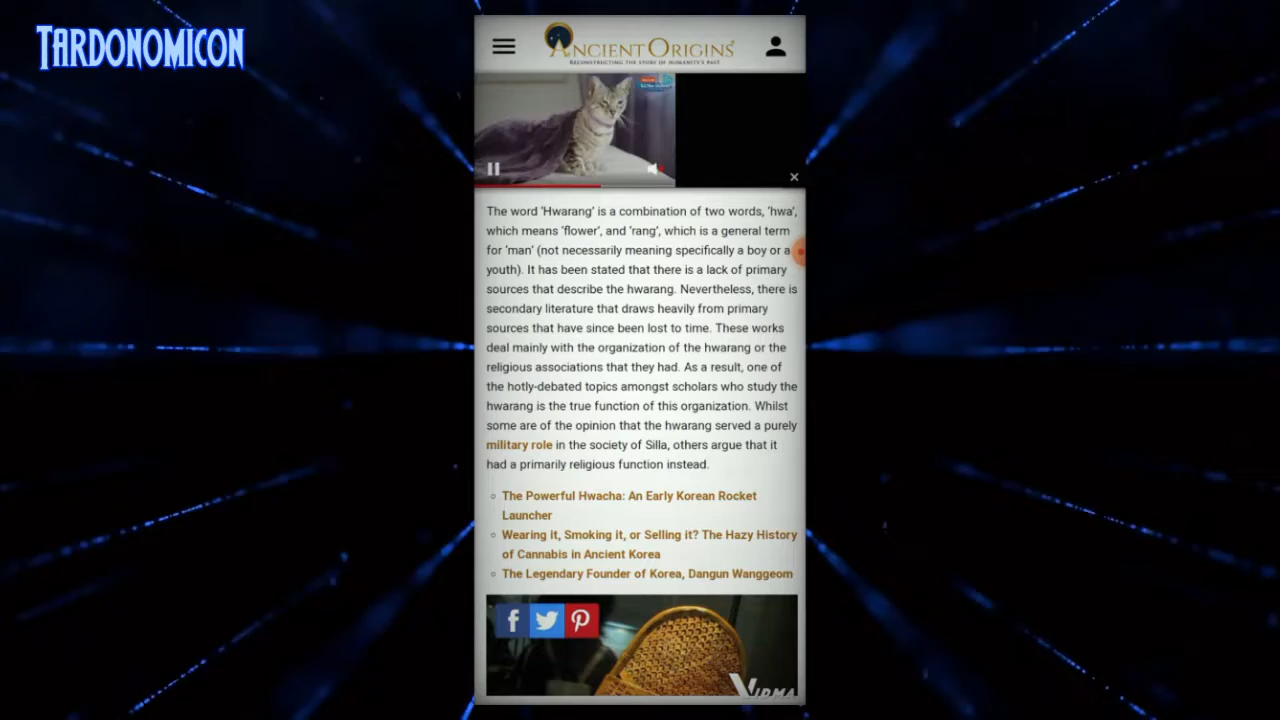 TARDONOMICON
ANCIENT ORIGINS
RECONSTRUCTING THE STORY OF HUMANITY'S PAST
The word 'Hwarang' is a combination of two words, 'hwa',
which means 'flower', and 'rang', which is a general term
for 'man' (not necessarily meaning specifically a boy or a
youth). It has been stated that there is a lack of primary
sources that describe the hwarang. Nevertheless, there is
secondary literature that draws heavily from primary
sources that have since been lost to time. These works
deal mainly with the organization of the hwarang or the
religious associations that they had. As a result, one of
the hotly-debated topics amongst scholars who study the
hwarang is the true function of this organization. Whilst
some are of the opinion that the hwarang served a purely
military role in the society of Silla, others argue that it
had a primarily religious function instead.
The Powerful Hwacha: An Early Korean Rocket
Launcher
Wearing it, Smoking it, or Selling it? The Hazy History
of Cannabis in Ancient Korea
The Legendary Founder of Korea, Dangun Wanggeom
VIDMA